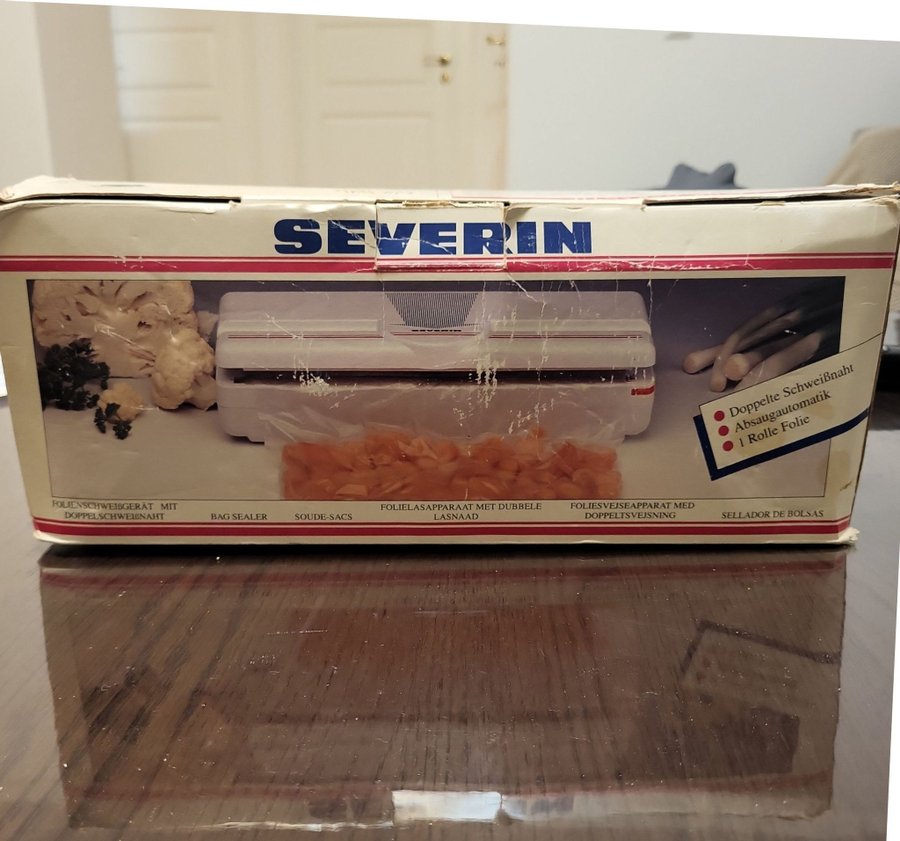 SEVERIN
SEVERIN
Doppelte Schweißnaht
Absaugautomatik
1 Rolle Folie
FOLIENSCHWEIßGERÄT MIT
DOPPELSCHWEIßNAHT
BAG SEALER
SOUDE-SACS
FOLIELASAPPARAAT MET DUBBELE
LASNAAD
FOLIESVEJSEAPPARAT MED
DOPPELTSVEJSNING
SELLADOR DE BOLSAS